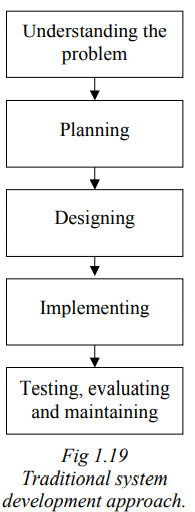 Understanding the
problem
Planning
Designing
Implementing
Testing, evaluating
and maintaining
Fig 1.19
Traditional system
development approach.